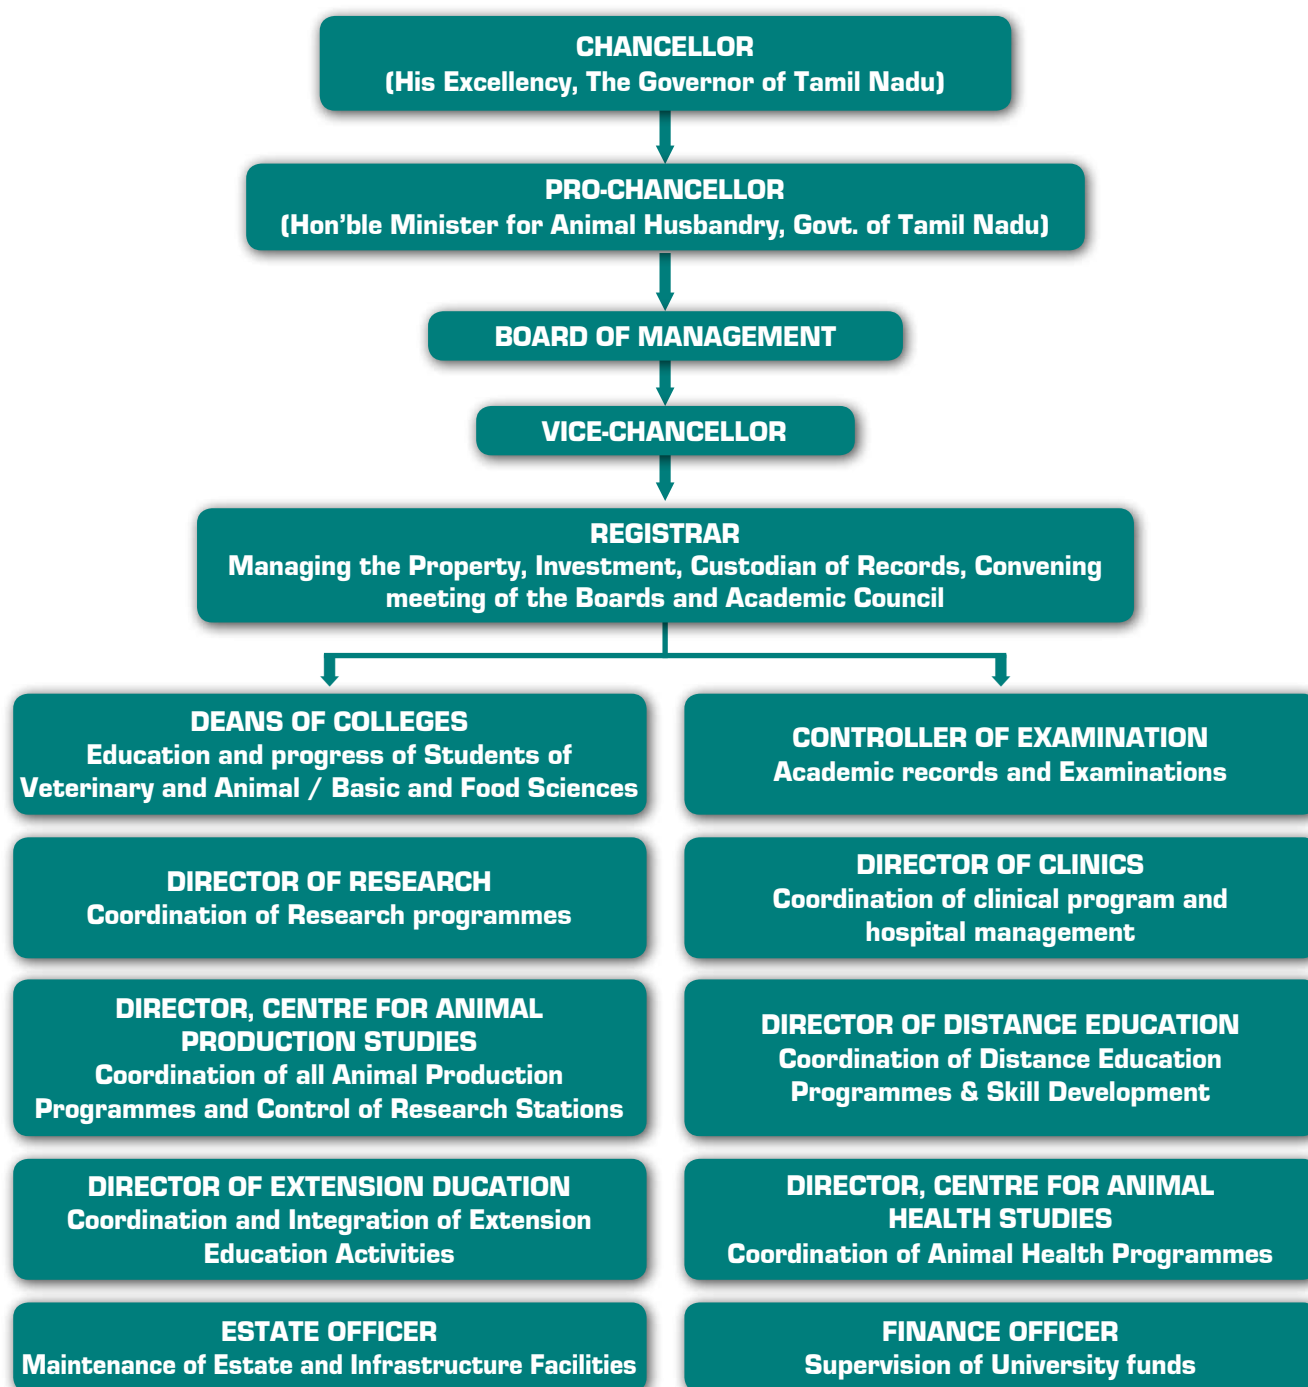 CHANCELLOR
(His Excellency, The Governor of Tamil Nadu)
PRO-CHANCELLOR
(Hon'ble Minister for Animal Husbandry, Govt. of Tamil Nadu)
BOARD OF MANAGEMENT
VICE-CHANCELLOR
REGISTRAR
Managing the Property, Investment, Custodian of Records, Convening
meeting of the Boards and Academic Council
DEANS OF COLLEGES
Education and progress of Students of
Veterinary and Animal / Basic and Food Sciences
CONTROLLER OF EXAMINATION
Academic records and Examinations
DIRECTOR OF RESEARCH
Coordination of Research programmes
DIRECTOR OF CLINICS
Coordination of clinical program and
hospital management
DIRECTOR, CENTRE FOR ANIMAL
PRODUCTION STUDIES
Coordination of all Animal Production
Programmes and Control of Research Stations
DIRECTOR OF DISTANCE EDUCATION
Coordination of Distance Education
Programmes & Skill Development
DIRECTOR OF EXTENSION DUCATION
Coordination and Integration of Extension
Education Activities
DIRECTOR, CENTRE FOR ANIMAL
HEALTH STUDIES
Coordination of Animal Health Programmes
ESTATE OFFICER
Maintenance of Estate and Infrastructure Facilities
FINANCE OFFICER
Supervision of University funds